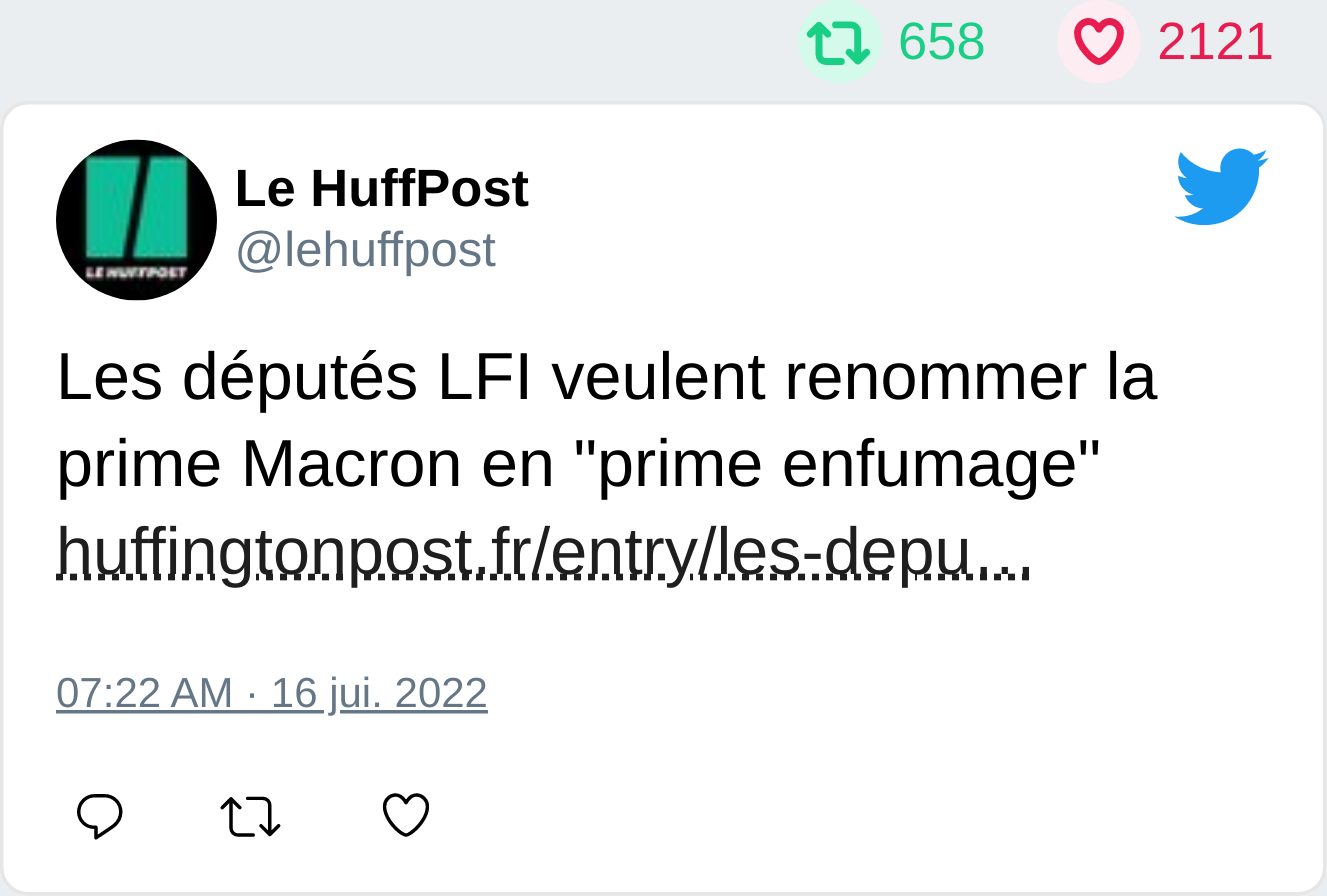 658 2121
LE HUFFPOST
Le HuffPost
@lehuffpost
Les députés LFI veulent renommer la
prime Macron en "prime enfumage"
huffingtonpost.fr/entry/les-depu...
07:22 AM · 16 jui. 2022